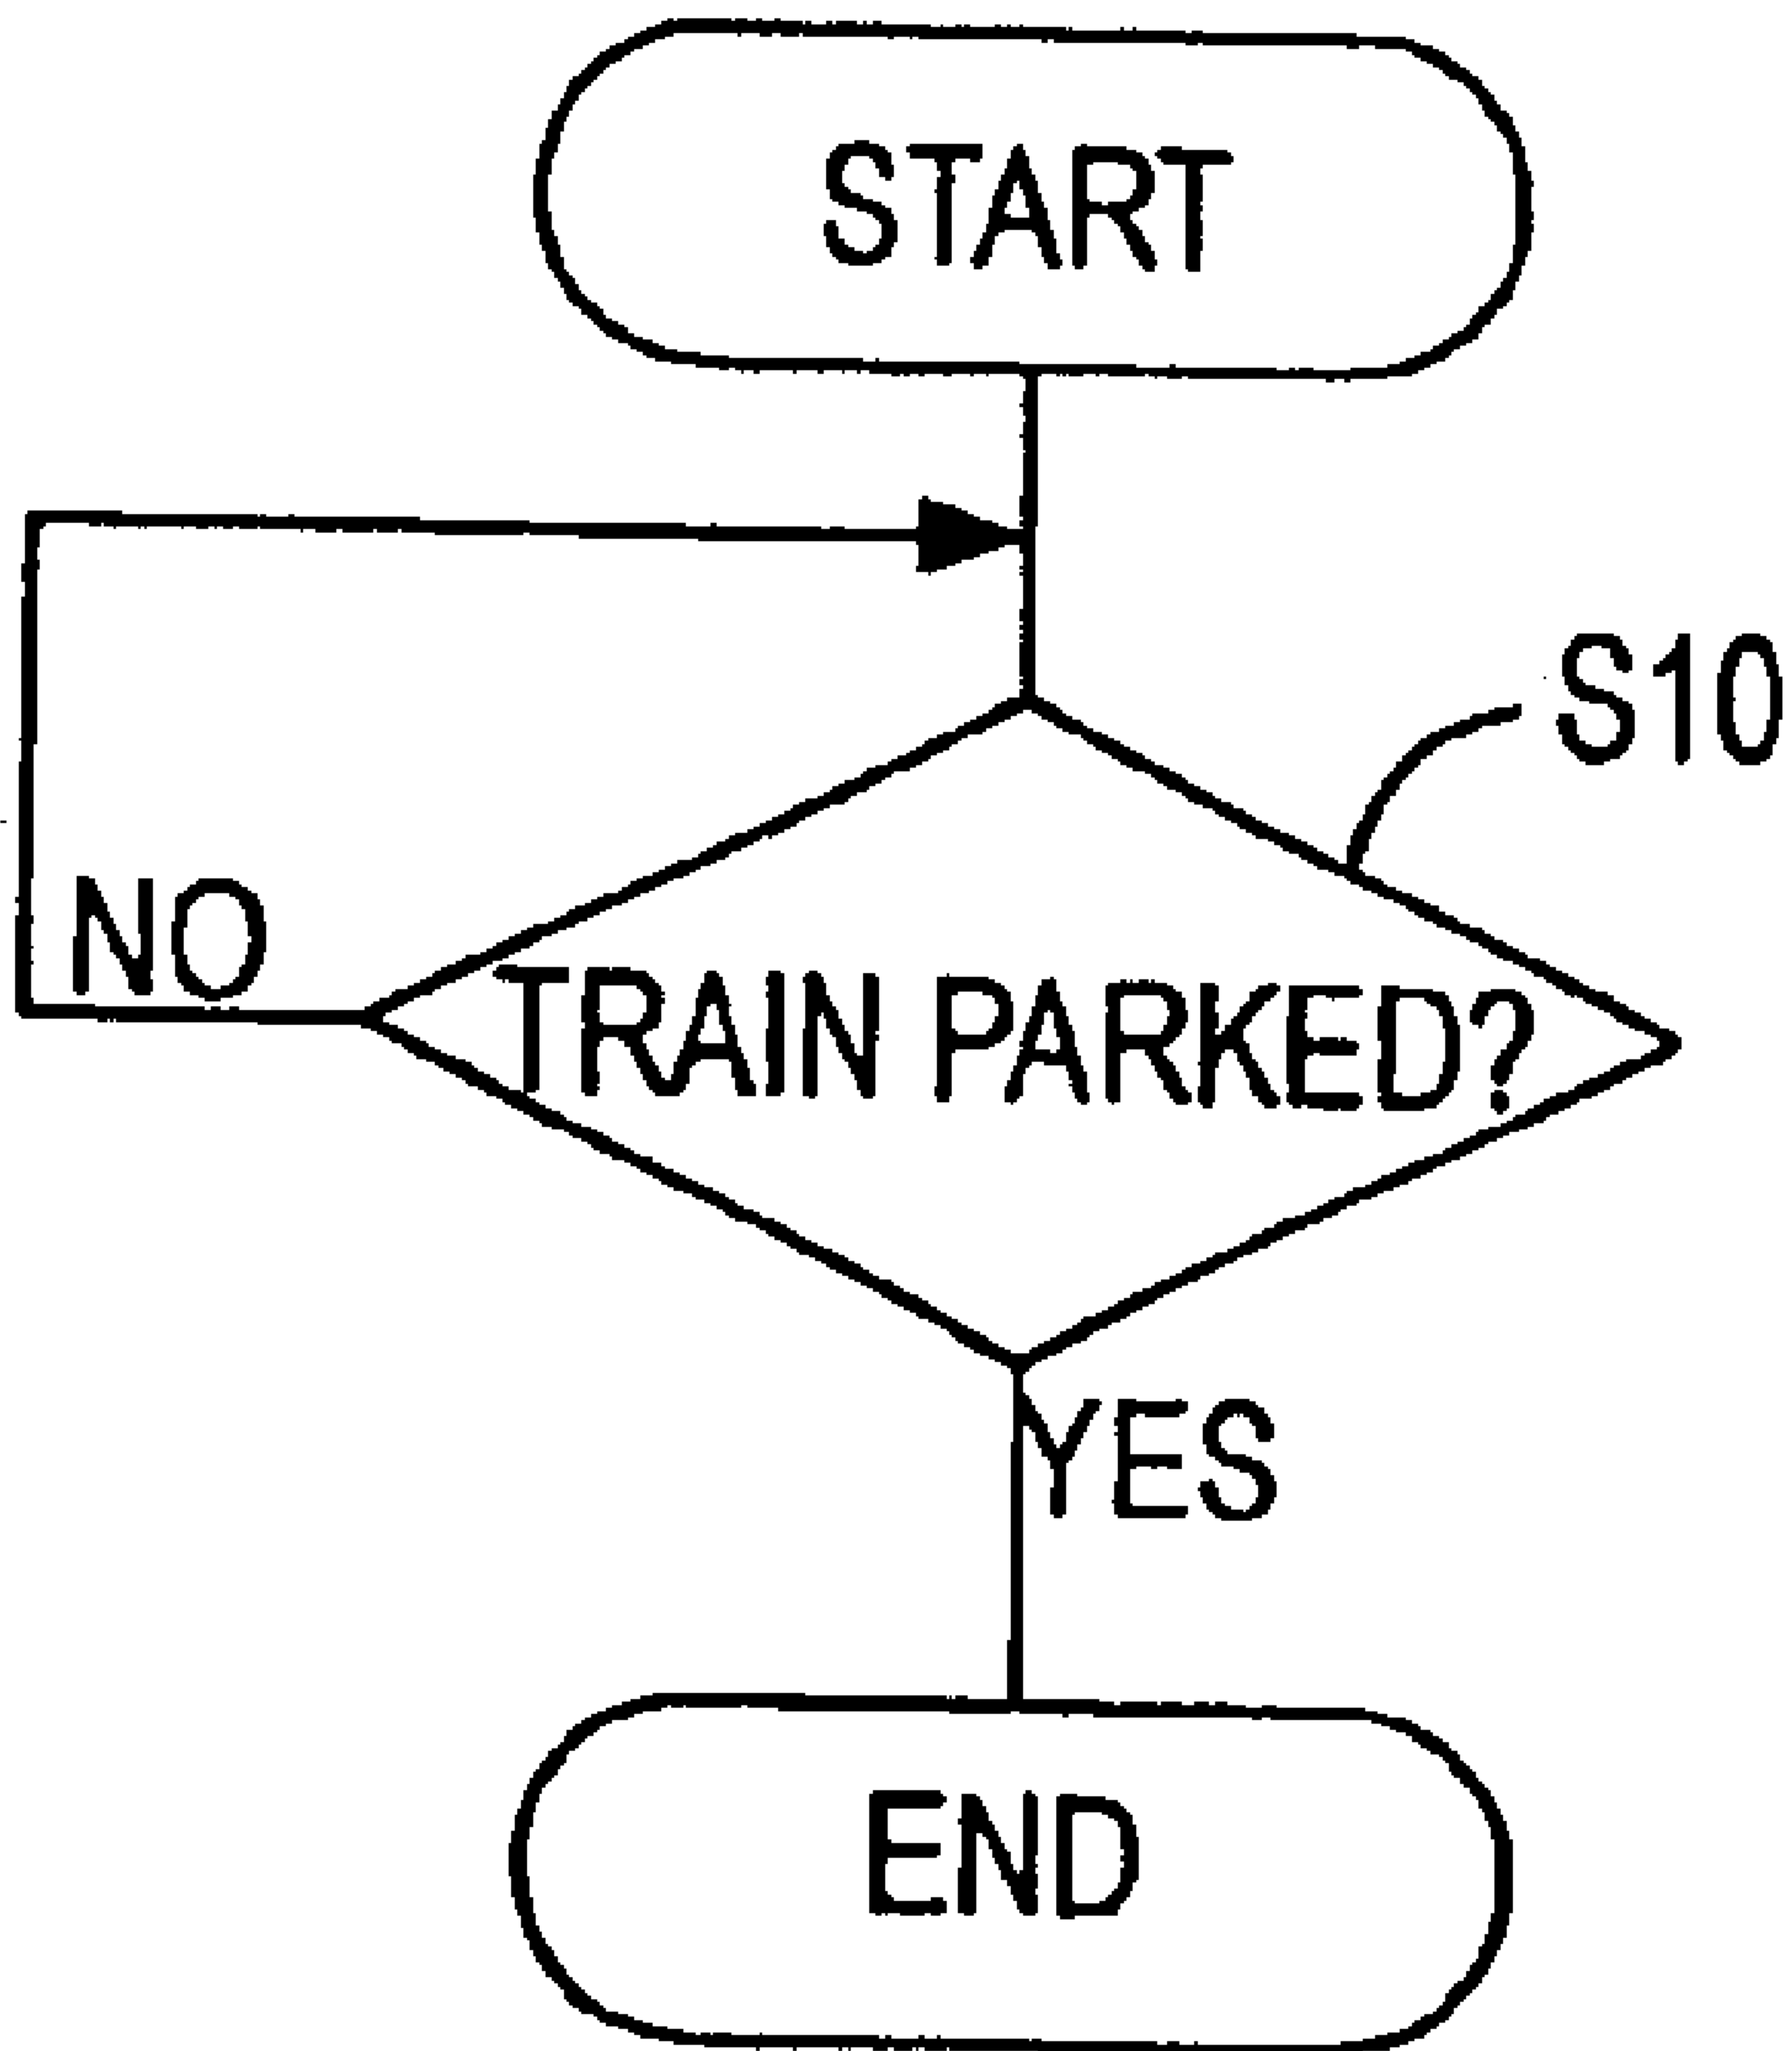 START
S10
NO
TRAIN PARKED?
YES
END